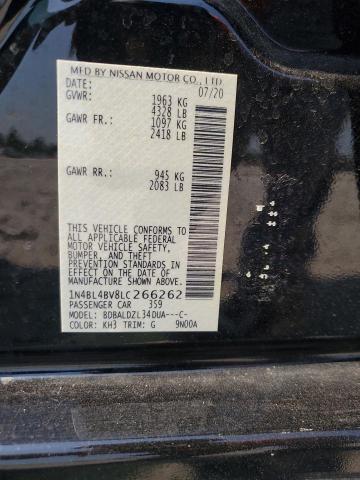 MFD BY NISSAN MOTOR CO., LTD
DATE: 07/20
GVWR: 1963 KG
4328 LB
GAWR FR: 1097 KG
2418 LB
GAWR RR: 945 KG
2083 LB
THIS VEHICLE CONFORMS TO
ALL APPLICABLE FEDERAL
MOTOR VEHICLE SAFETY,
BUMPER, AND THEFT
PREVENTION STANDARDS IN
EFFECT ON THE DATE OF
MANUFACTURE SHOWN ABOVE.
1N4BL4BV8LC266262
PASSENGER CAR 359
MODEL: BDBALDZL34DUA---C-
COLOR: KH3 TRIM: G 9N00A